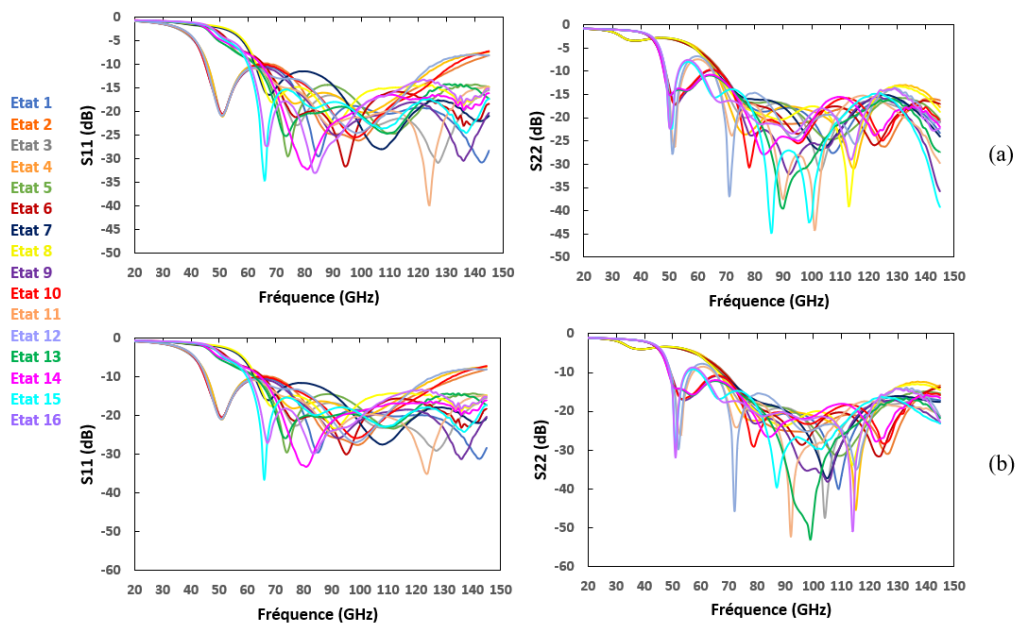 Etat 1
Etat 2
Etat 3
Etat 4
Etat 5
Etat 6
Etat 7
Etat 8
Etat 9
Etat 10
Etat 11
Etat 12
Etat 13
Etat 14
Etat 15
Etat 16
S11 (dB)
0
-5
-10
-15
-20
-25
-30
-35
-40
-45
-50
20 30 40 50 60 70 80 90 100 110 120 130 140 150
Fréquence (GHz)
S22 (dB)
0
-5
-10
-15
-20
-25
-30
-35
-40
-45
-50
20 30 40 50 60 70 80 90 100 110 120 130 140 150
Fréquence (GHz)
(a)
S11 (dB)
0
-10
-20
-30
-40
-50
-60
20 30 40 50 60 70 80 90 100 110 120 130 140 150
Fréquence (GHz)
S22 (dB)
0
-10
-20
-30
-40
-50
-60
20 30 40 50 60 70 80 90 100 110 120 130 140 150
Fréquence (GHz)
(b)